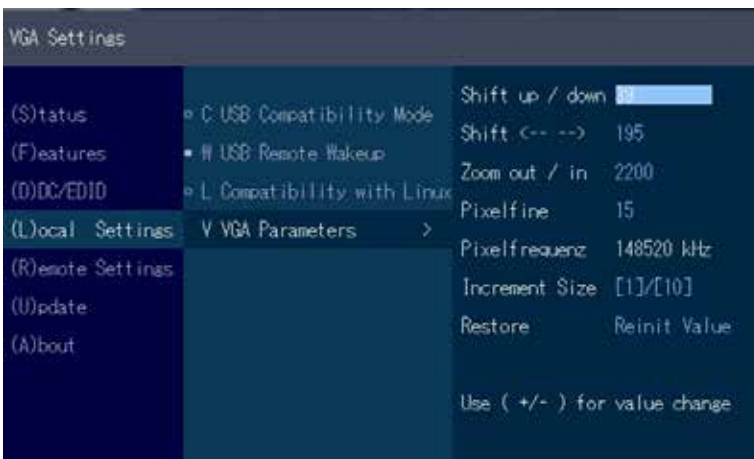 VGA Settings
(S)tatus
(F)eatures
(D)DC/EDID
(L)ocal Settings
(R)emote Settings
(U)pdate
(A)bout
C USB Compatibility Mode
W USB Remote Wakeup
L Compatibility with Linux
V VGA Parameters >
Shift up / down
Shift <-- --> 195
Zoom out / in 2200
Pixelfine 15
Pixelfrequenz 148520 kHz
Increment Size [1]/[10]
Restore Reinit Value
Use ( +/- ) for value change